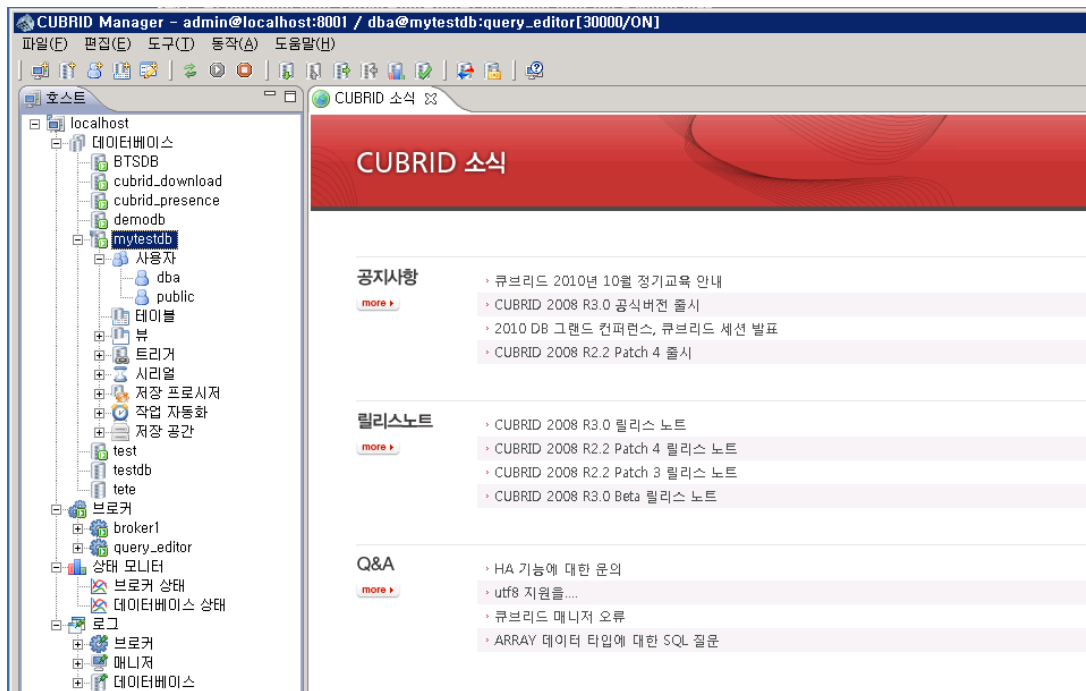 CUBRID Manager - admin@localhost:8001 / dba@mytestdb:query_editor[30000/ON]
파일(F) 편집(E) 도구(T) 동작(A) 도움말(H)
호스트
localhost
데이터베이스
BTSDB
cubrid_download
cubrid_presence
demodb
mytestdb
사용자
dba
public
테이블
뷰
트리거
시리얼
저장 프로시저
작업 자동화
저장 공간
test
testdb
tete
브로커
broker1
query_editor
상태 모니터
브로커 상태
데이터베이스 상태
로그
브로커
매니저
데이터베이스
CUBRID 소식
CUBRID 소식
공지사항
more
큐브리드 2010년 10월 정기교육 안내
CUBRID 2008 R3.0 공식버전 출시
2010 DB 그랜드 컨퍼런스, 큐브리드 세션 발표
CUBRID 2008 R2.2 Patch 4 출시
릴리스노트
more
CUBRID 2008 R3.0 릴리스 노트
CUBRID 2008 R2.2 Patch 4 릴리스 노트
CUBRID 2008 R2.2 Patch 3 릴리스 노트
CUBRID 2008 R3.0 Beta 릴리스 노트
Q&A
more
HA 기능에 대한 문의
utf8 지원을....
큐브리드 매니저 오류
ARRAY 데이터 타입에 대한 SQL 질문